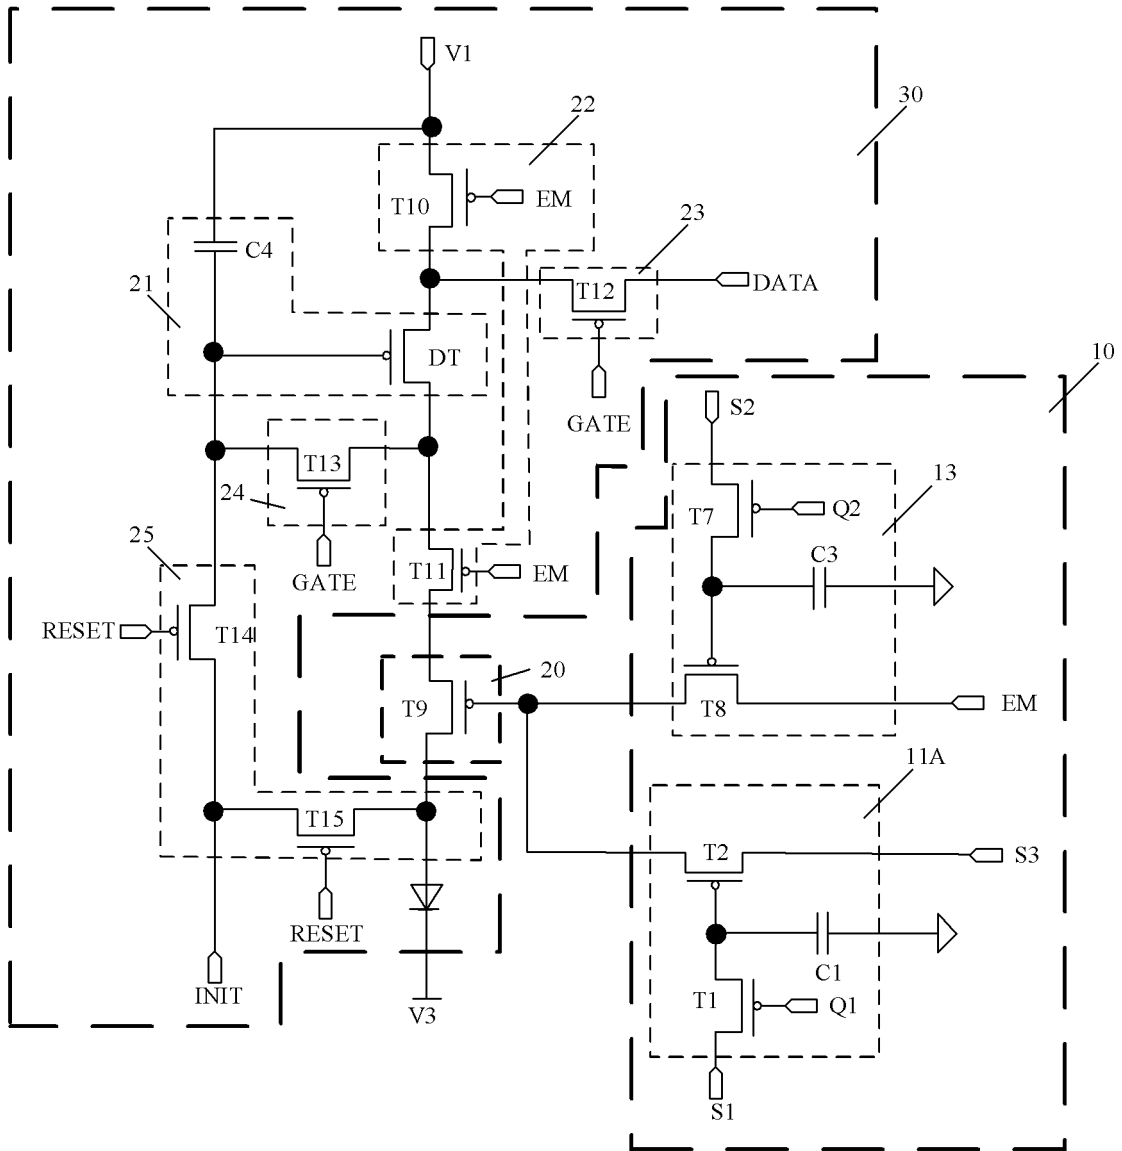 V1
22
30
T10
EM
23
C4
21
T12
DATA
DT
GATE
10
S2
T13
24
13
T7
Q2
25
GATE
T11
EM
C3
RESET
T14
20
T9
T8
EM
11A
T15
T2
S3
RESET
C1
INIT
V3
T1
Q1
S1